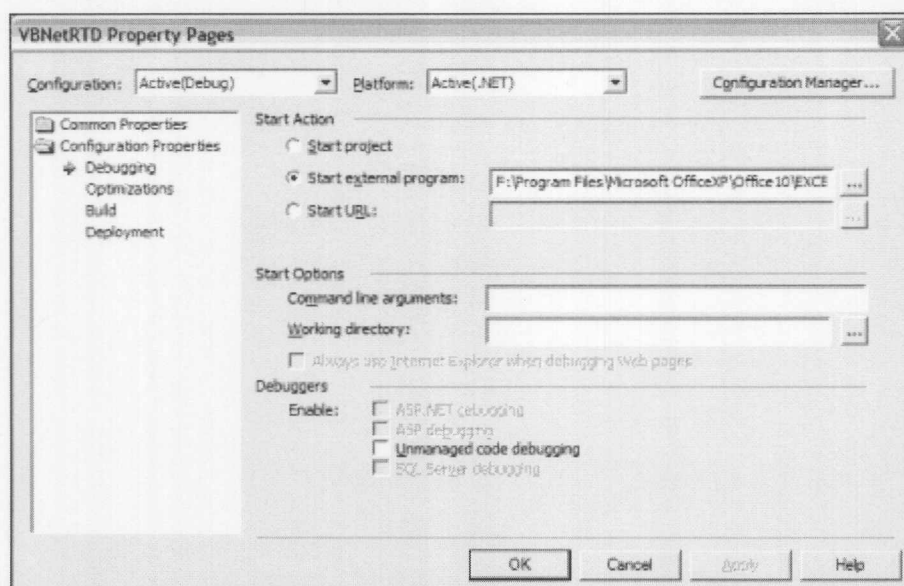 VBNetRTD Property Pages
Configuration: Active(Debug) Platform: Active(.NET) Configuration Manager...
Common Properties
Configuration Properties
Debugging
Optimizations
Build
Deployment
Start Action
Start project
Start external program: F:\Program Files\Microsoft OfficeXP\Office10\EXCE ...
Start URL: ...
Start Options
Command line arguments:
Working directory: ...
Always use Internet Explorer when debugging Web pages
Debuggers
Enable: ASP.NET debugging
ASP debugging
Unmanaged code debugging
SQL Server debugging
OK Cancel Apply Help